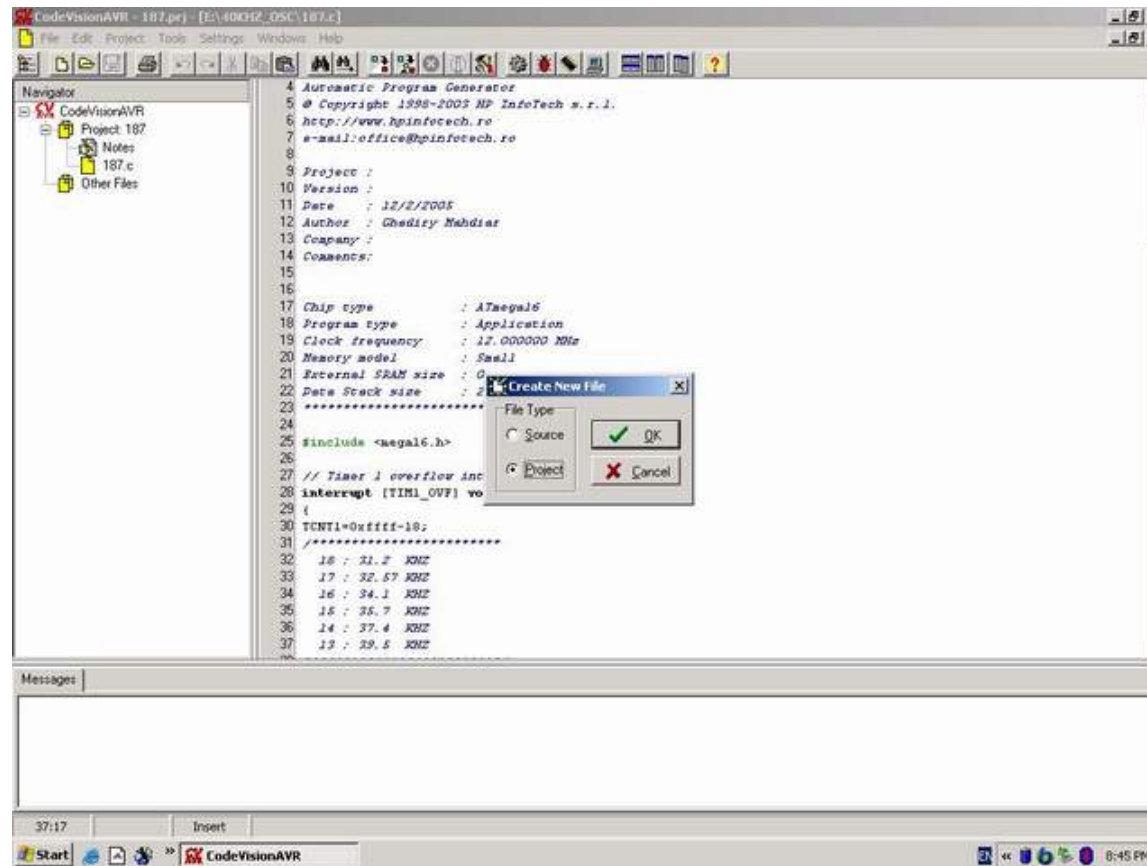 CodeVisionAVR - 187.prj - [E:\40KHZ_OSC\187.c]
File Edit Project Tools Settings Windows Help
Navigator
CodeVisionAVR
Project: 187
Notes
187.c
Other Files
4 Automatic Program Generator
5 © Copyright 1998-2003 HP InfoTech s.r.l.
6 http://www.hpinfotech.ro
7 e-mail:office@hpinfotech.ro
8
9 Project :
10 Version :
11 Date : 12/2/2005
12 Author : Ghadiry Mahdiar
13 Company :
14 Comments:
15
16
17 Chip type : ATmega16
18 Program type : Application
19 Clock frequency : 12.000000 MHz
20 Memory model : Small
21 External SRAM size : 0
22 Data Stack size : 2
23 ***********************
24
25 #include <mega16.h>
26
27 // Timer 1 overflow int
28 interrupt [TIM1_OVF] vo
29 {
30 TCNT1=0xffff-18;
31 /************************
32 18 : 31.2 KHZ
33 17 : 32.57 KHZ
34 16 : 34.1 KHZ
35 15 : 35.7 KHZ
36 14 : 37.4 KHZ
37 13 : 39.5 KHZ
Create New File
File Type
Source
Project
OK
Cancel
Messages
37:17 Insert
Start » CodeVisionAVR EN « 8:45 PM